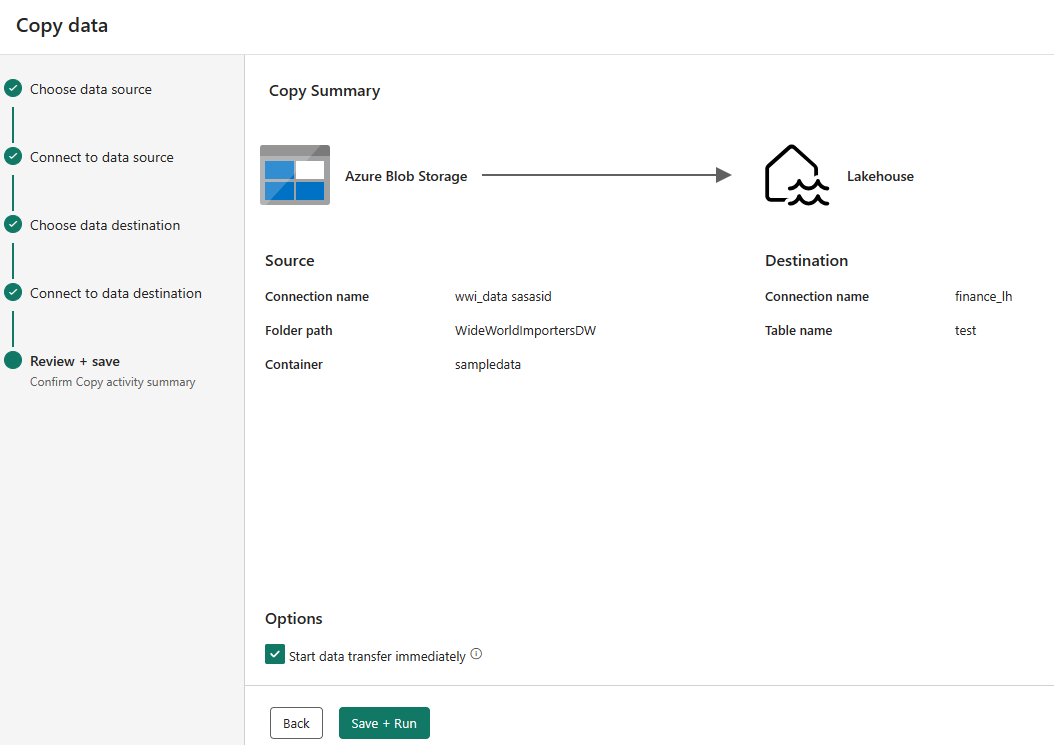 Copy data
Choose data source
Connect to data source
Choose data destination
Connect to data destination
Review + save
Confirm Copy activity summary
Copy Summary
Azure Blob Storage
Lakehouse
Source
Connection name wwi_data sasasid
Folder path WideWorldImportersDW
Container sampledata
Destination
Connection name finance_lh
Table name test
Options
Start data transfer immediately
Back
Save + Run